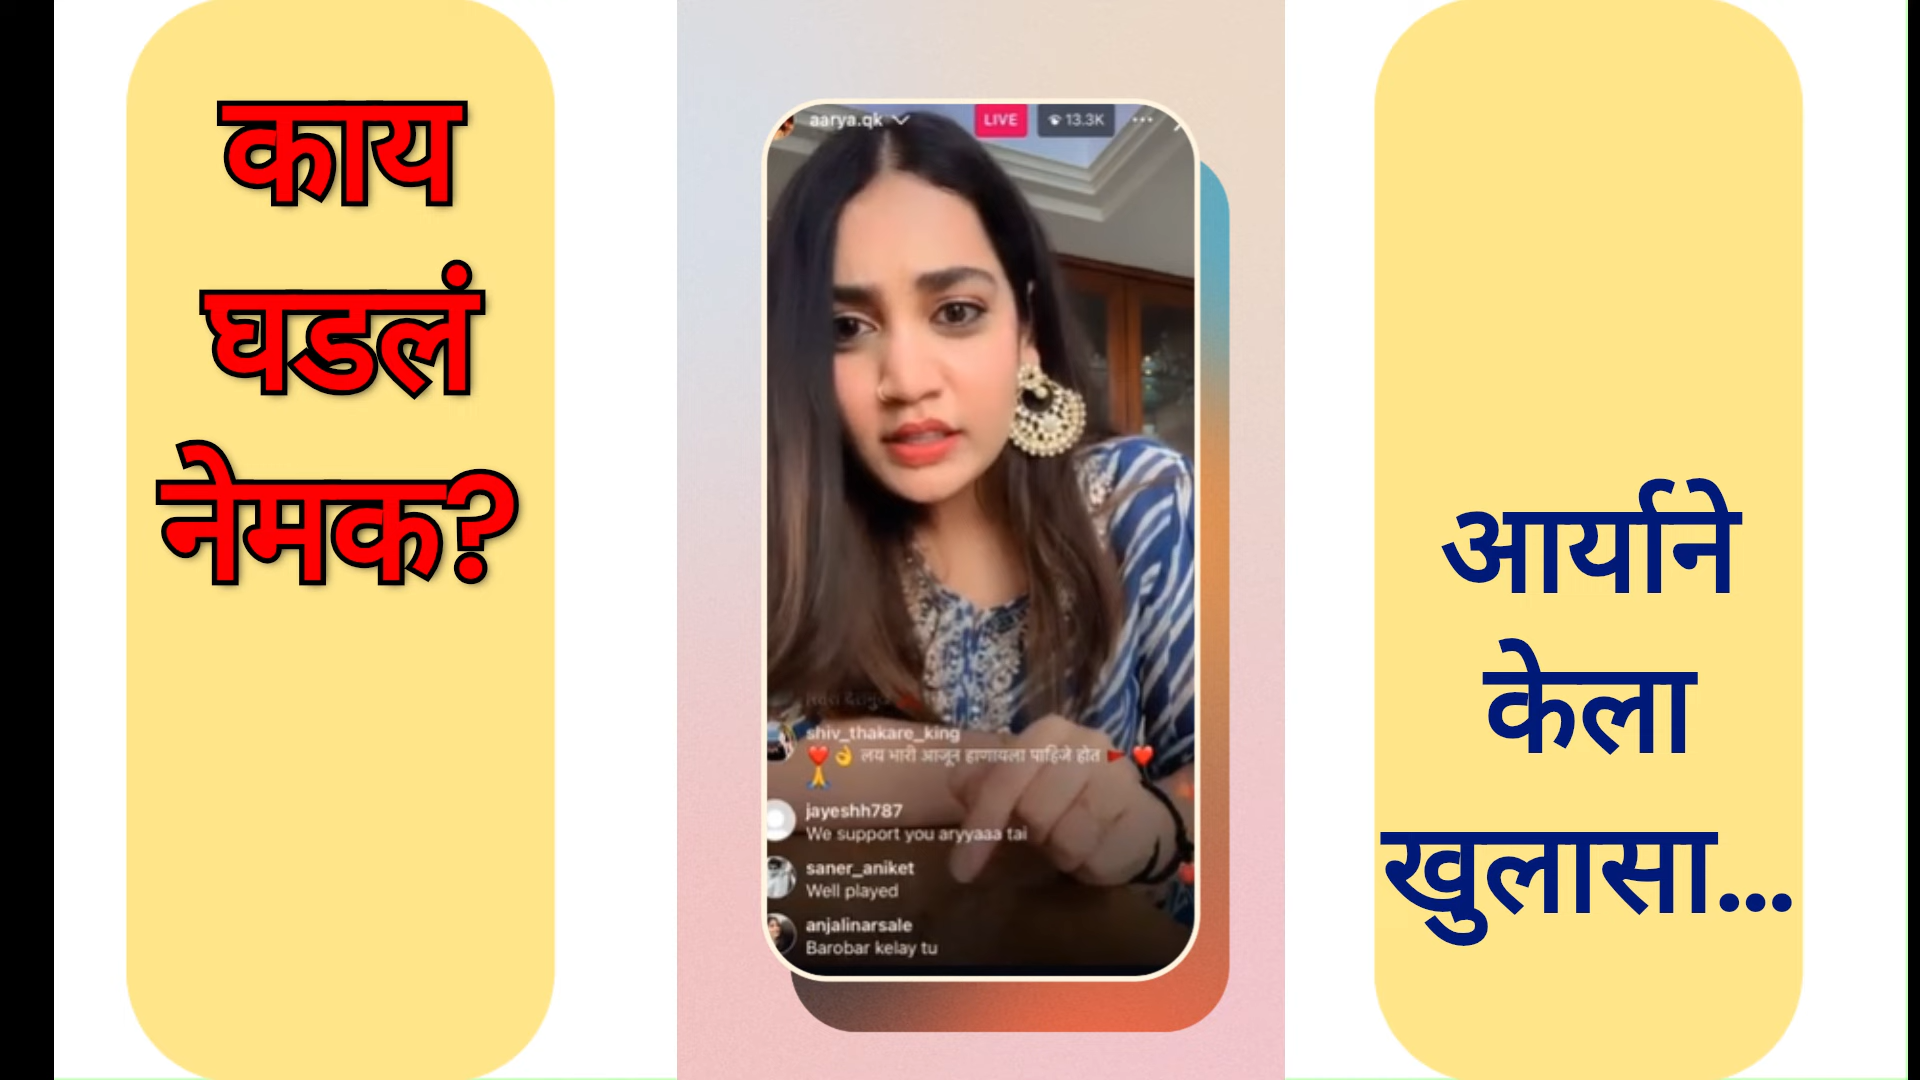 काय
घडलं
नेमक?
aarya.qk
LIVE
13.3K
shiv_thakare_king
❤️👌 लय भारी आजून हाणायला पाहिजे होत 🚩❤️
🙏
jayeshh787
We support you aryyaaa tai
saner_aniket
Well played
anjalinarsale
Barobar kelay tu
आर्याने
केला
खुलासा...